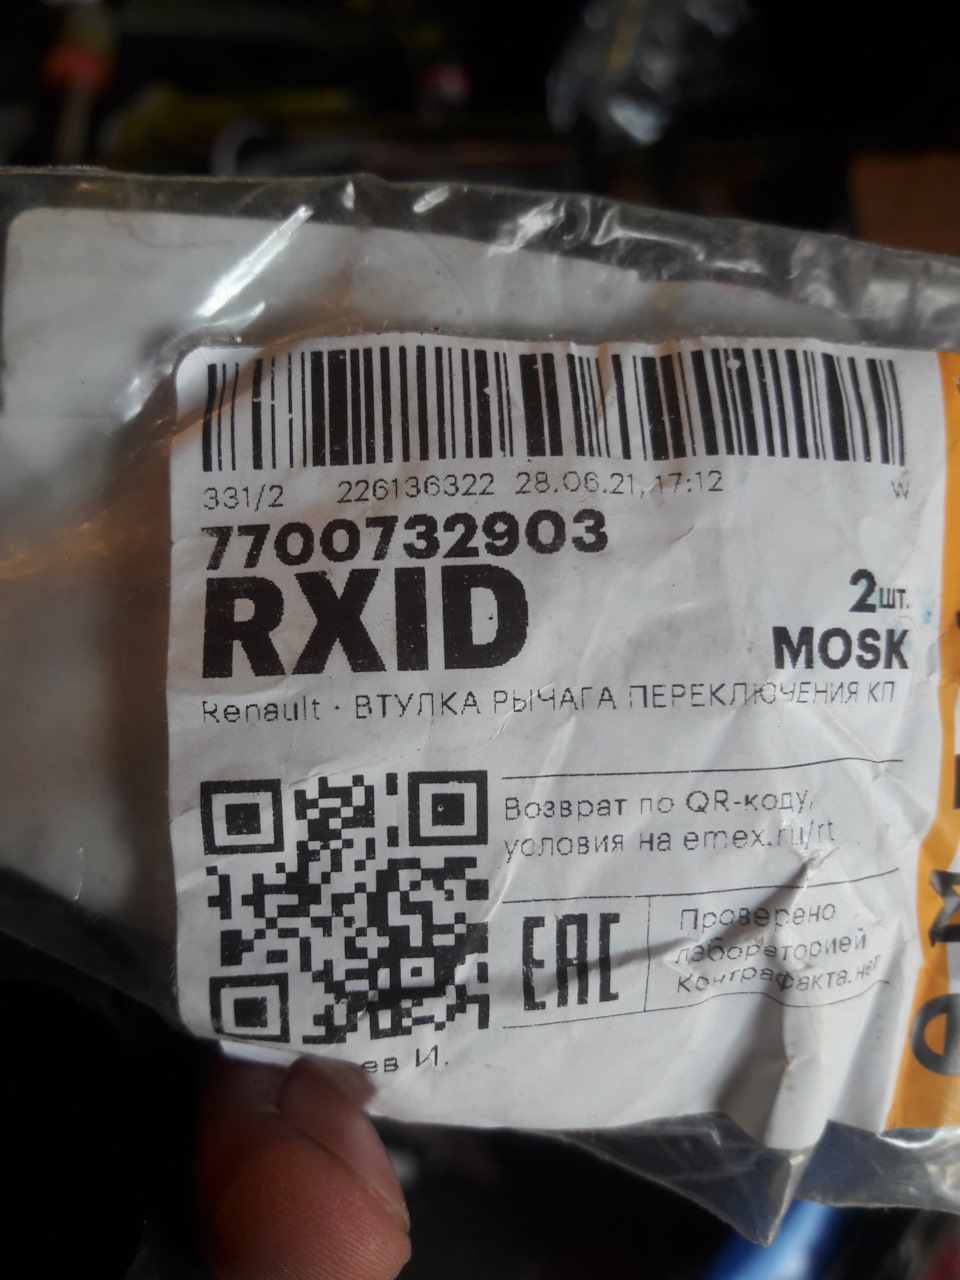 331/2 226136322 28.06.21, 17:12 W
7700732903
RXID
2шт.
MOSK
Renault · ВТУЛКА РЫЧАГА ПЕРЕКЛЮЧЕНИЯ КП
Возврат по QR-коду,
условия на emex.ru/rt
EAC
Проверено
лабораторией
Контрафакта.нет
И.